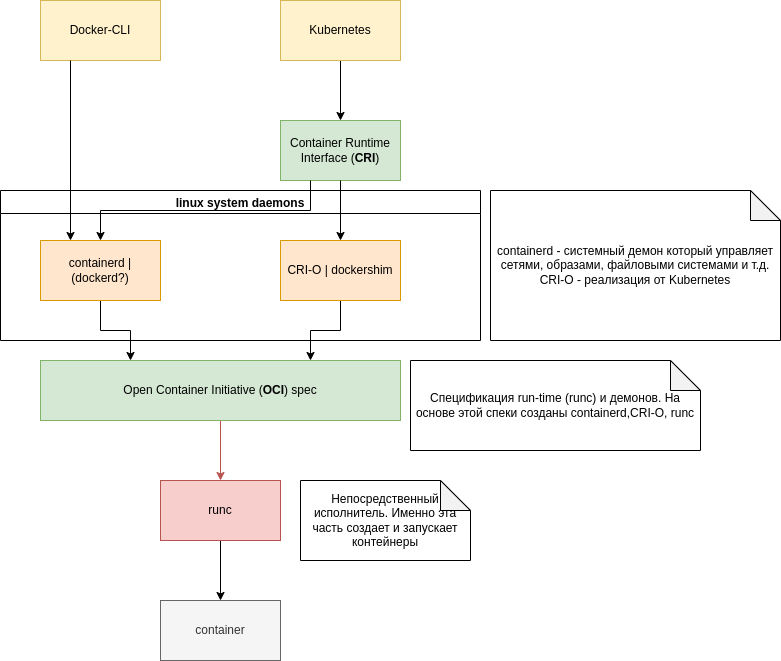 Docker-CLI
Kubernetes
Container Runtime
Interface (CRI)
linux system daemons
containerd |
(dockerd?)
CRI-O | dockershim
containerd - системный демон который управляет
сетями, образами, файловыми системами и т.д.
CRI-O - реализация от Kubernetes
Open Container Initiative (OCI) spec
Спецификация run-time (runc) и демонов. На
основе этой спеки созданы containerd,CRI-O, runc
runc
Непосредственный
исполнитель. Именно эта
часть создает и запускает
контейнеры
container